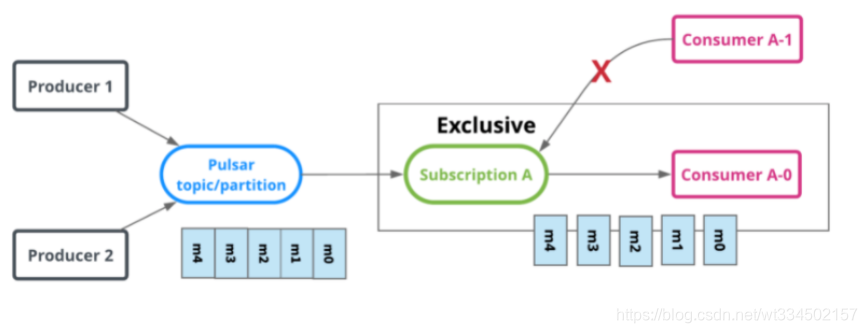 Consumer A-1
X
Producer 1
Exclusive
Pulsar
topic/partition
Subscription A
Consumer A-0
Producer 2
m4 m3 m2 m1 m0
m4 m3 m2 m1 m0
https://blog.csdn.net/wt334502157